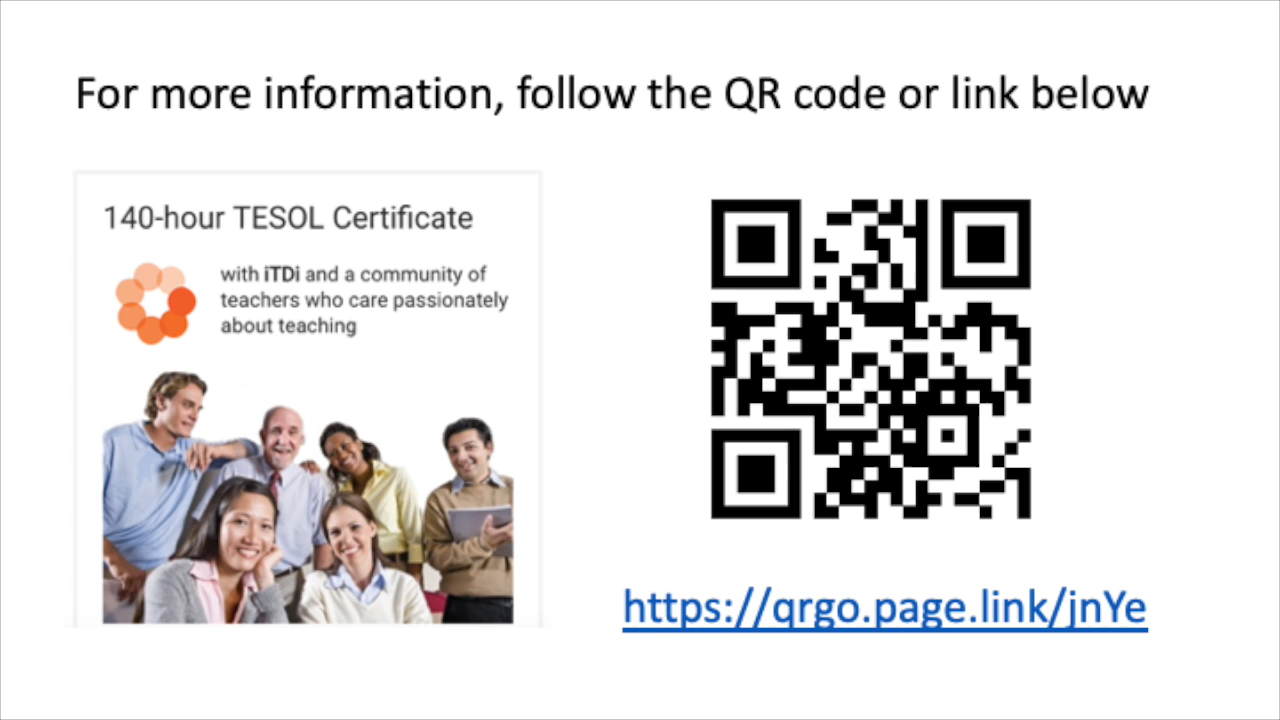 For more information, follow the QR code or link below
140-hour TESOL Certificate
with iTDi and a community of
teachers who care passionately
about teaching
https://qrgo.page.link/jnYe